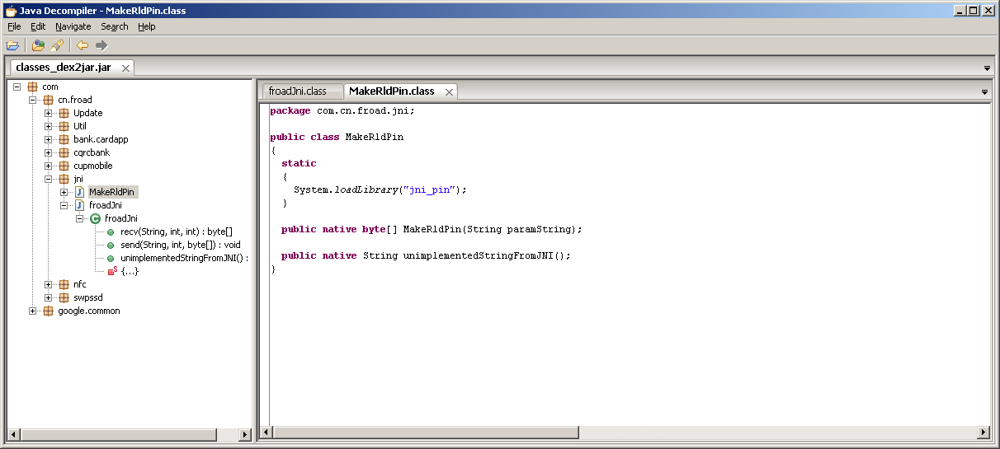 Java Decompiler - MakeRldPin.class
File Edit Navigate Search Help
classes_dex2jar.jar
com
cn.froad
Update
Util
bank.cardapp
cqrcbank
cupmobile
jni
MakeRldPin
froadJni
froadJni
recv(String, int, int) : byte[]
send(String, int, byte[]) : void
unimplementedStringFromJNI() :
{...}
nfc
swpssd
google.common
froadJni.class MakeRldPin.class
package com.cn.froad.jni;
public class MakeRldPin
{
static
{
System.loadLibrary("jni_pin");
}
public native byte[] MakeRldPin(String paramString);
public native String unimplementedStringFromJNI();
}